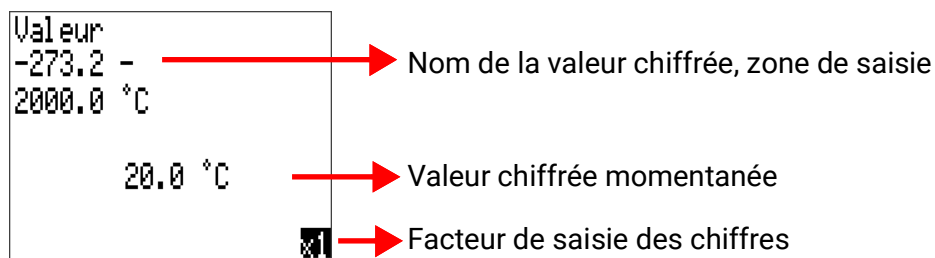 Valeur
-273.2 -
2000.0 °C
Nom de la valeur chiffrée, zone de saisie
20.0 °C
Valeur chiffrée momentanée
x1
Facteur de saisie des chiffres